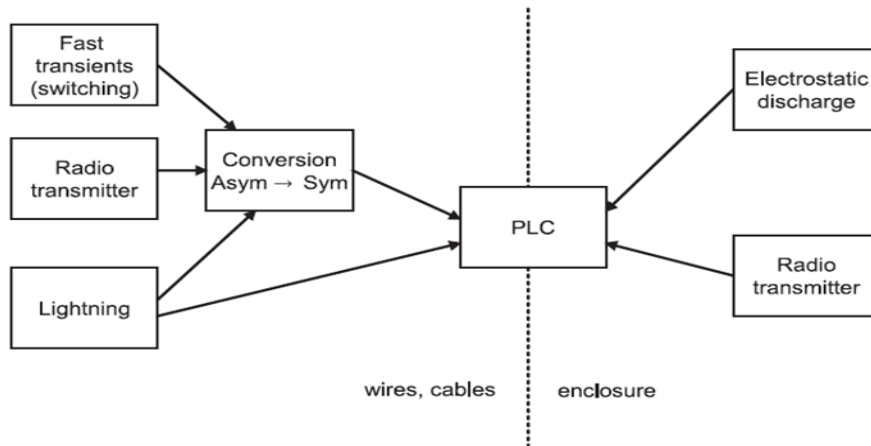 Fast
transients
(switching)
Electrostatic
discharge
Conversion
Asym → Sym
Radio
transmitter
PLC
Lightning
Radio
transmitter
wires, cables
enclosure